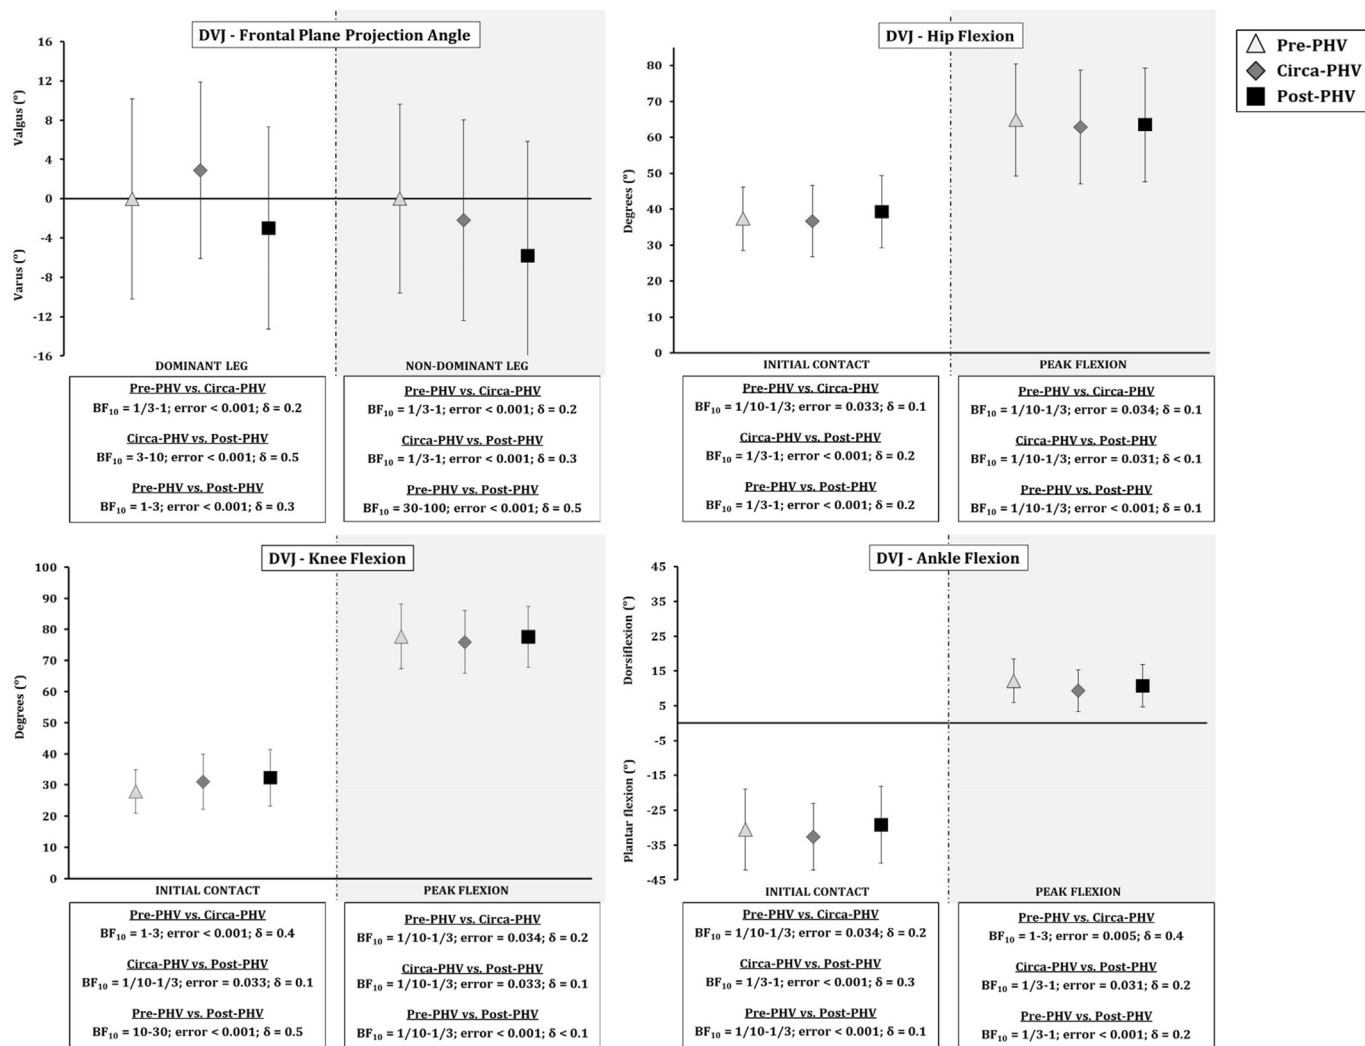 DVJ - Frontal Plane Projection Angle
16
12
8
4
0
-4
-8
-12
-16
Valgus (°)
Varus (°)
DOMINANT LEG
NON-DOMINANT LEG
Pre-PHV vs. Circa-PHV
BF₁₀ = 1/3-1; error < 0.001; δ = 0.2
Circa-PHV vs. Post-PHV
BF₁₀ = 3-10; error < 0.001; δ = 0.5
Pre-PHV vs. Post-PHV
BF₁₀ = 1-3; error < 0.001; δ = 0.3
Pre-PHV vs. Circa-PHV
BF₁₀ = 1/3-1; error < 0.001; δ = 0.2
Circa-PHV vs. Post-PHV
BF₁₀ = 1/3-1; error < 0.001; δ = 0.3
Pre-PHV vs. Post-PHV
BF₁₀ = 30-100; error < 0.001; δ = 0.5
DVJ - Hip Flexion
80
70
60
50
40
30
20
10
0
Degrees (°)
INITIAL CONTACT
PEAK FLEXION
Pre-PHV vs. Circa-PHV
BF₁₀ = 1/10-1/3; error = 0.033; δ = 0.1
Circa-PHV vs. Post-PHV
BF₁₀ = 1/3-1; error < 0.001; δ = 0.2
Pre-PHV vs. Post-PHV
BF₁₀ = 1/3-1; error < 0.001; δ = 0.2
Pre-PHV vs. Circa-PHV
BF₁₀ = 1/10-1/3; error = 0.034; δ = 0.1
Circa-PHV vs. Post-PHV
BF₁₀ = 1/10-1/3; error = 0.031; δ < 0.1
Pre-PHV vs. Post-PHV
BF₁₀ = 1/10-1/3; error < 0.001; δ = 0.1
Pre-PHV
Circa-PHV
Post-PHV
DVJ - Knee Flexion
100
90
80
70
60
50
40
30
20
10
0
Degrees (°)
INITIAL CONTACT
PEAK FLEXION
Pre-PHV vs. Circa-PHV
BF₁₀ = 1-3; error < 0.001; δ = 0.4
Circa-PHV vs. Post-PHV
BF₁₀ = 1/10-1/3; error = 0.033; δ = 0.1
Pre-PHV vs. Post-PHV
BF₁₀ = 10-30; error < 0.001; δ = 0.5
Pre-PHV vs. Circa-PHV
BF₁₀ = 1/10-1/3; error = 0.034; δ = 0.2
Circa-PHV vs. Post-PHV
BF₁₀ = 1/10-1/3; error = 0.033; δ = 0.1
Pre-PHV vs. Post-PHV
BF₁₀ = 1/10-1/3; error < 0.001; δ < 0.1
DVJ - Ankle Flexion
45
35
25
15
5
-5
-15
-25
-35
-45
Dorsiflexion (°)
Plantar flexion (°)
INITIAL CONTACT
PEAK FLEXION
Pre-PHV vs. Circa-PHV
BF₁₀ = 1/10-1/3; error = 0.034; δ = 0.2
Circa-PHV vs. Post-PHV
BF₁₀ = 1/3-1; error < 0.001; δ = 0.3
Pre-PHV vs. Post-PHV
BF₁₀ = 1/10-1/3; error < 0.001; δ = 0.1
Pre-PHV vs. Circa-PHV
BF₁₀ = 1-3; error = 0.005; δ = 0.4
Circa-PHV vs. Post-PHV
BF₁₀ = 1/3-1; error = 0.031; δ = 0.2
Pre-PHV vs. Post-PHV
BF₁₀ = 1/3-1; error < 0.001; δ = 0.2